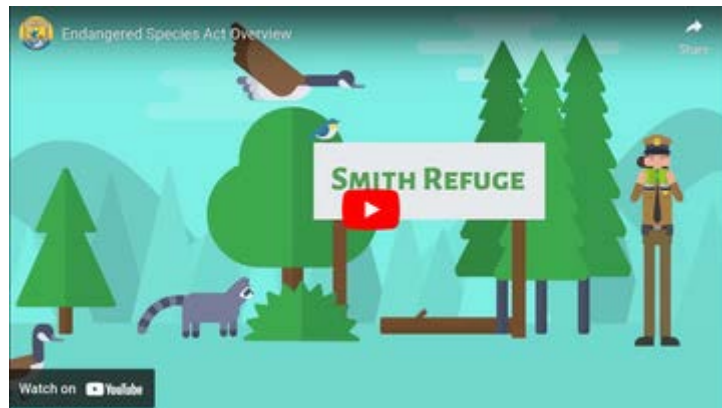 Endangered Species Act Overview
Share
SMITH REFUGE
Watch on YouTube